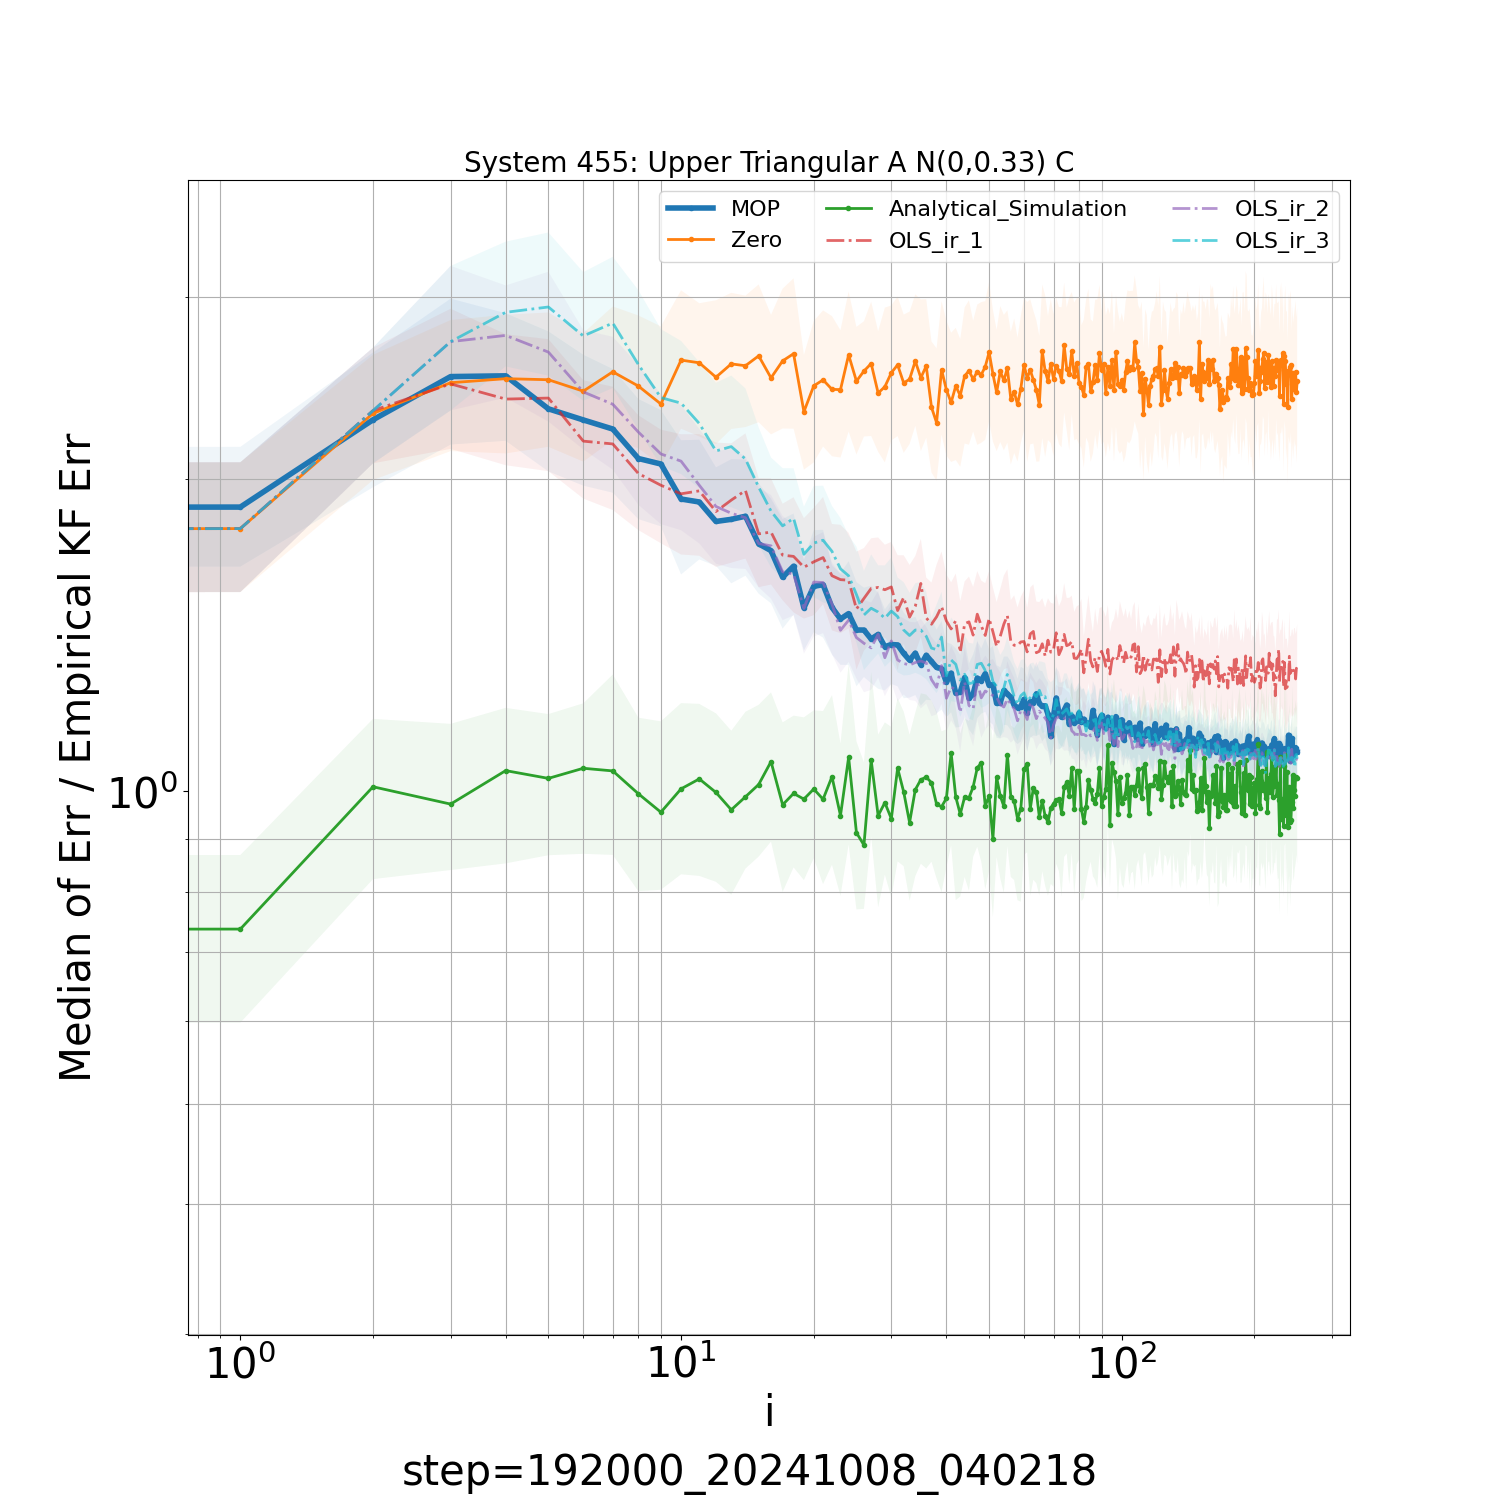 System 455: Upper Triangular A N(0,0.33) C
MOP
Zero
Analytical_Simulation
OLS_ir_1
OLS_ir_2
OLS_ir_3
Median of Err / Empirical KF Err
10⁰
10⁰
10¹
10²
i
step=192000_20241008_040218